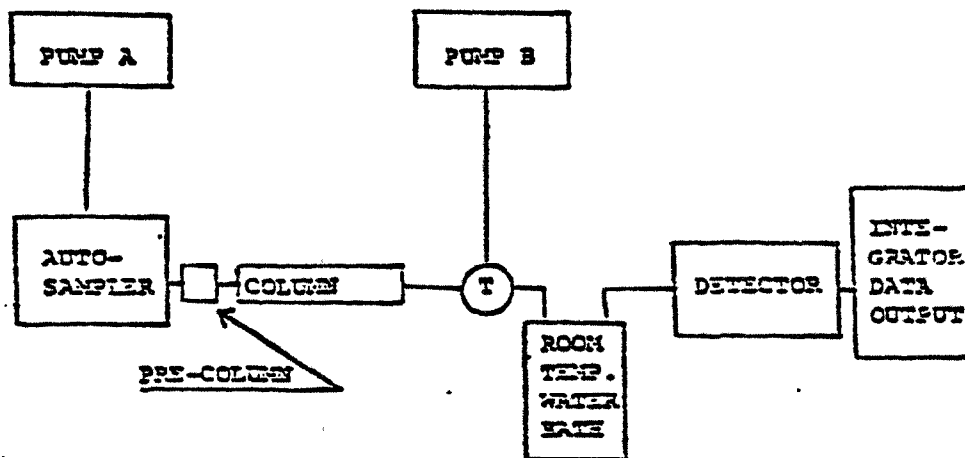 PUMP A
PUMP B
AUTO-
SAMPLER
COLUMN
T
DETECTOR
INTE-
GRATOR
DATA
OUTPUT
ROOM
TEMP.
WATER
BATH
PRE-COLUMN